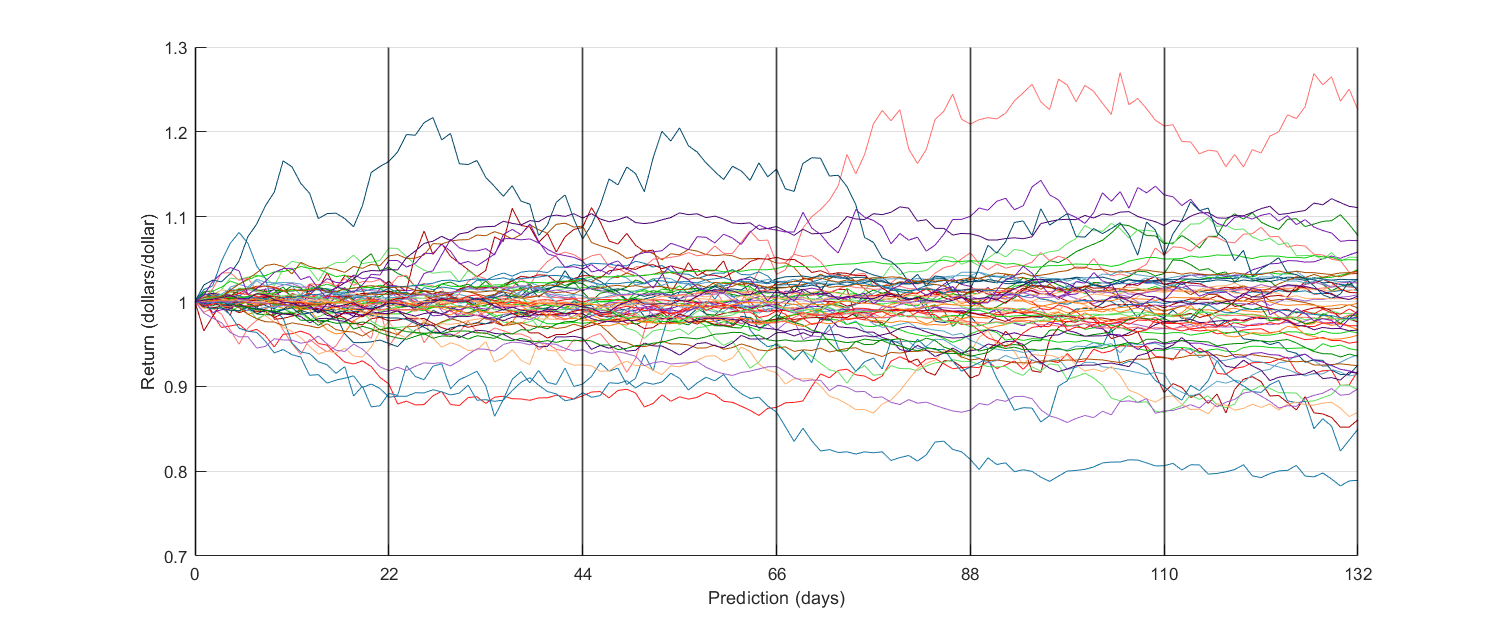 1.3
1.2
1.1
1
0.9
0.8
0.7
Return (dollars/dollar)
0 22 44 66 88 110 132
Prediction (days)